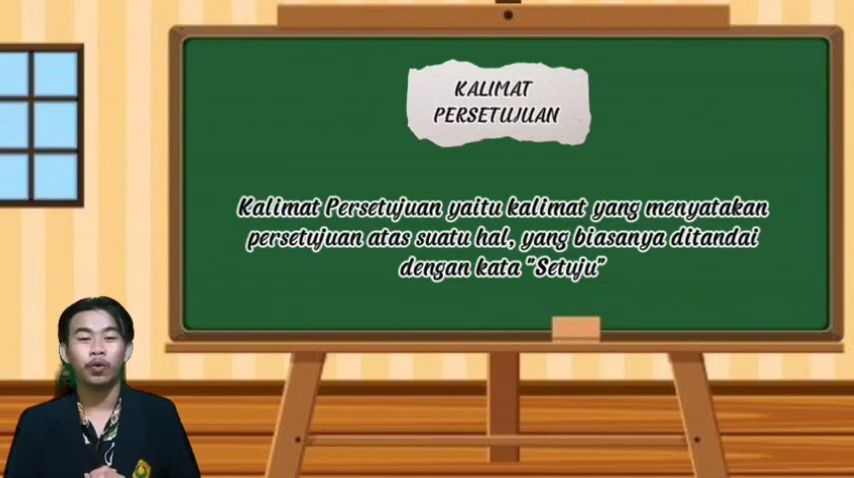 KALIMAT
PERSETUJUAN
Kalimat Persetujuan yaitu kalimat yang menyatakan
persetujuan atas suatu hal, yang biasanya ditandai
dengan kata "Setuju"